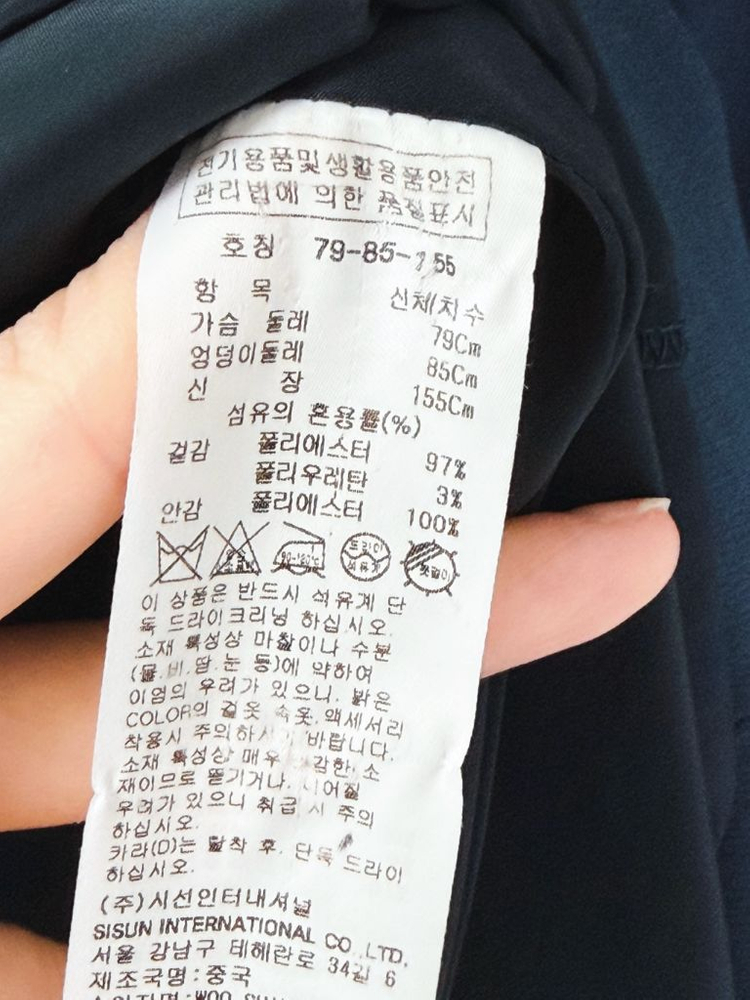 전기용품및생활용품안전
관리법에 의한 품질표시
호칭 79-85-155
항 목 신체치수
가슴 둘레 79Cm
엉덩이둘레 85Cm
신 장 155Cm
섬유의 혼용률(%)
겉감 폴리에스터 97%
폴리우레탄 3%
안감 폴리에스터 100%
드라이
석유계
이 상품은 반드시 석유계 단
독 드라이크리닝 하십시오.
소재 특성상 마찰이나 수분
(물.비.땀.눈 등)에 약하여
이염의 우려가 있으니. 밝은
COLOR의 겉옷 속옷.액세서리
착용시 주의하시기 바랍니다.
소재 특성상 매우 감한 소
재이므로 뜯기거나.
우려가 있으니 취급 시 주의
하십시오.
카라(D)는 탈착 후. 단독 드라이
하십시오.
(주)시선인터내셔널
SISUN INTERNATIONAL CO.,LTD.
서울 강남구 테헤란로 34길 6
제조국명:중국